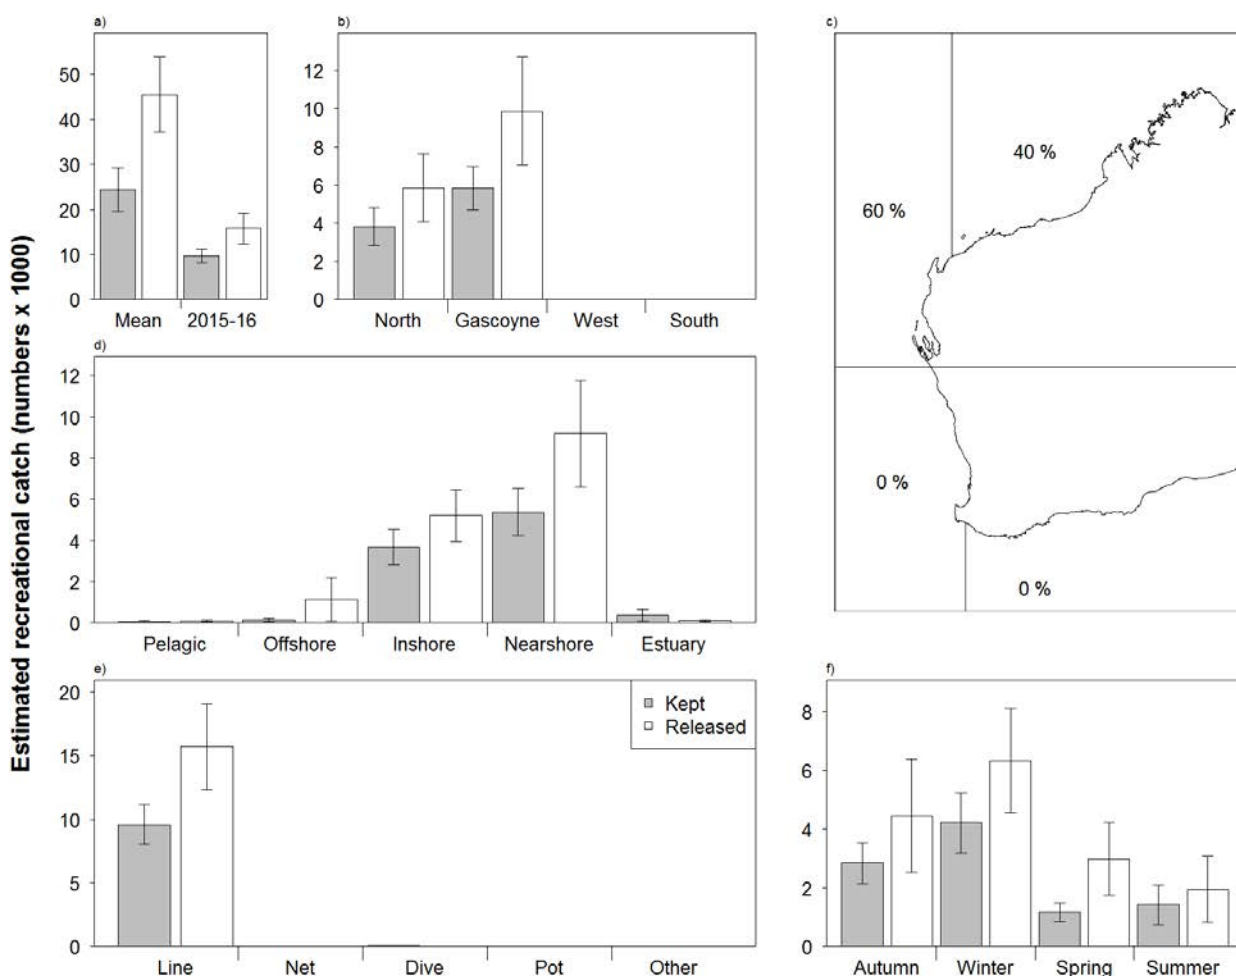 a)
50
40
30
20
10
0
Mean 2015-16
b)
12
10
8
6
4
2
0
North Gascoyne West South
c)
40 %
60 %
0 %
0 %
Estimated recreational catch (numbers x 1000)
d)
12
10
8
6
4
2
0
Pelagic Offshore Inshore Nearshore Estuary
e)
20
15
10
5
0
Kept
Released
Line Net Dive Pot Other
f)
8
6
4
2
0
Autumn Winter Spring Summer